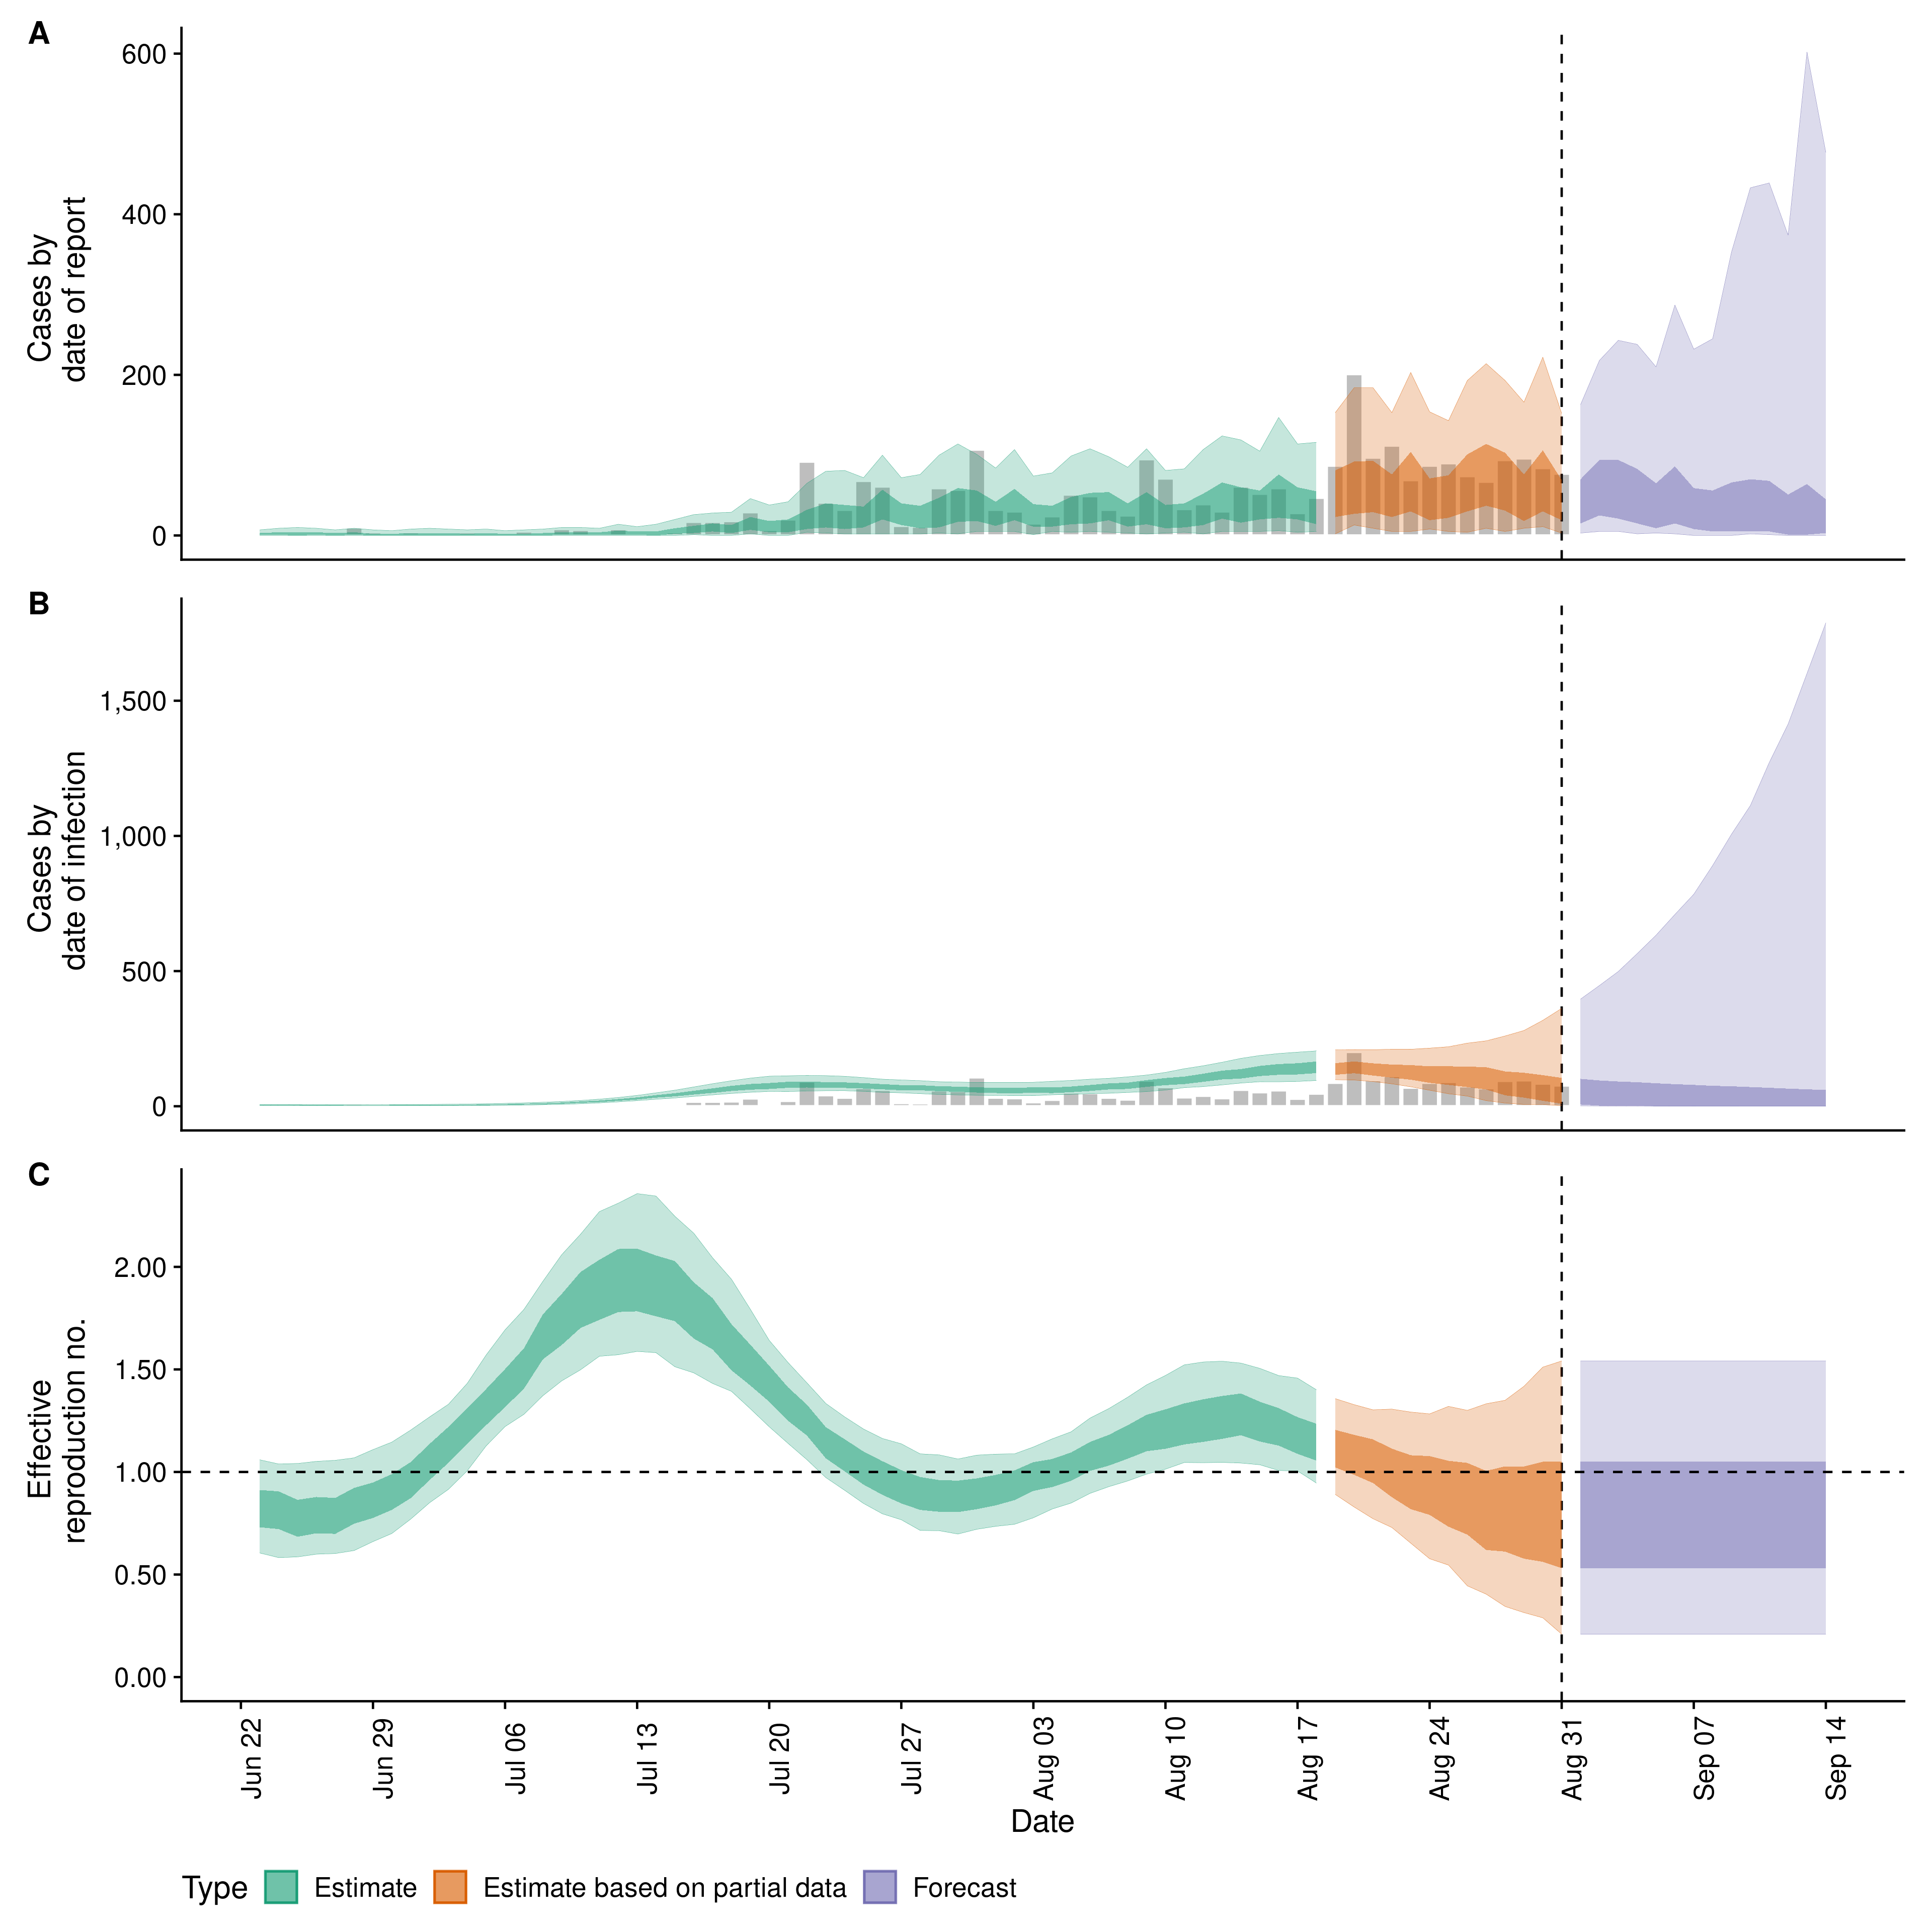 A
600
400
200
0
Cases by
date of report
B
1,500
1,000
500
0
Cases by
date of infection
C
2.00
1.50
1.00
0.50
0.00
Effective
reproduction no.
Jun 22
Jun 29
Jul 06
Jul 13
Jul 20
Jul 27
Aug 03
Aug 10
Aug 17
Aug 24
Aug 31
Sep 07
Sep 14
Date
Type Estimate Estimate based on partial data Forecast